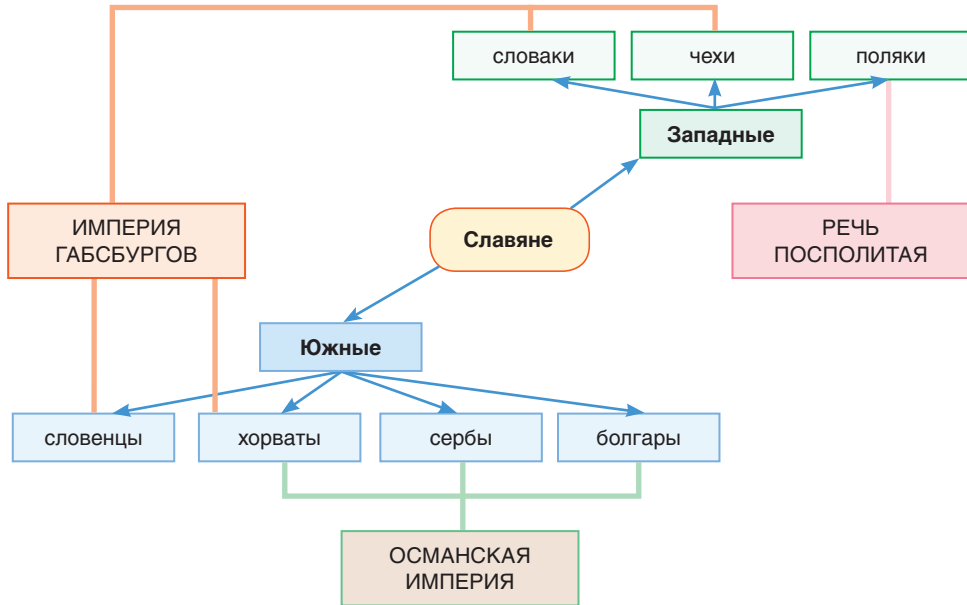 словаки
чехи
поляки
Западные
ИМПЕРИЯ
ГАБСБУРГОВ
Славяне
РЕЧЬ
ПОСПОЛИТАЯ
Южные
словенцы
хорваты
сербы
болгары
ОСМАНСКАЯ
ИМПЕРИЯ